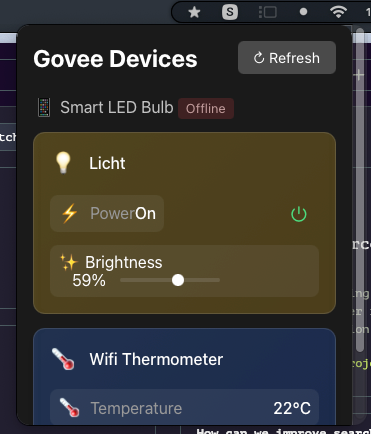 S
Govee Devices
Refresh
Smart LED Bulb Offline
Licht
PowerOn
Brightness
59%
Wifi Thermometer
Temperature 22°C
How can we improve